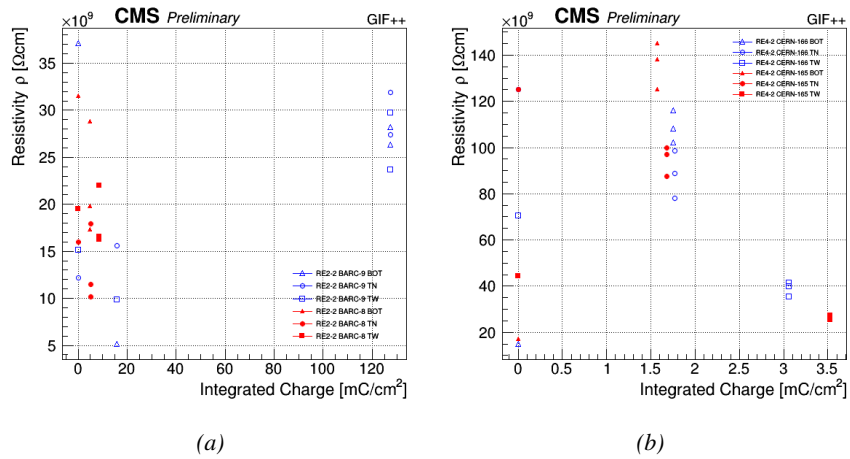 ×10⁹ CMS Preliminary GIF++
Resistivity ρ [Ωcm]
35
30
25
20
15
10
5
RE2-2 BARC-9 BOT
RE2-2 BARC-9 TN
RE2-2 BARC-9 TW
RE2-2 BARC-8 BOT
RE2-2 BARC-8 TN
RE2-2 BARC-8 TW
0 20 40 60 80 100 120
Integrated Charge [mC/cm²]
(a)
×10⁹ CMS Preliminary GIF++
Resistivity ρ [Ωcm]
140
120
100
80
60
40
20
RE4-2 CERN-166 BOT
RE4-2 CERN-166 TN
RE4-2 CERN-166 TW
RE4-2 CERN-165 BOT
RE4-2 CERN-165 TN
RE4-2 CERN-165 TW
0 0.5 1 1.5 2 2.5 3 3.5
Integrated Charge [mC/cm²]
(b)